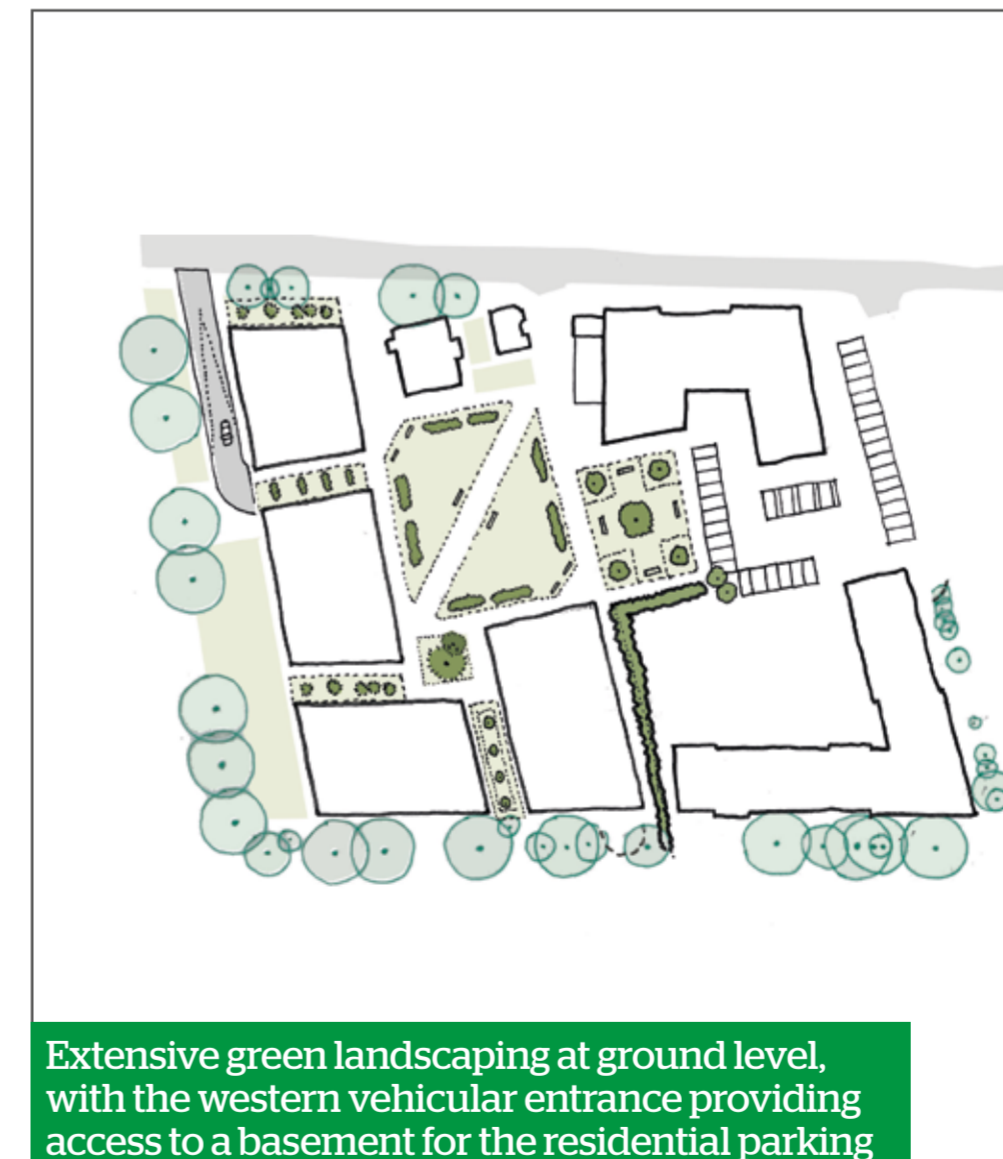 Extensive green landscaping at ground level,
with the western vehicular entrance providing
access to a basement for the residential parking